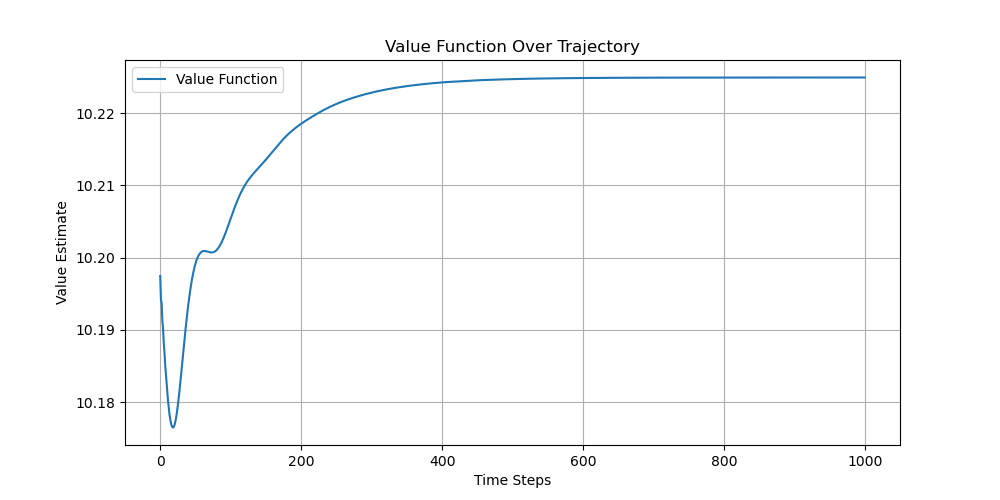 Value Function Over Trajectory
Value Function
10.22
10.21
10.20
10.19
10.18
Value Estimate
0 200 400 600 800 1000
Time Steps